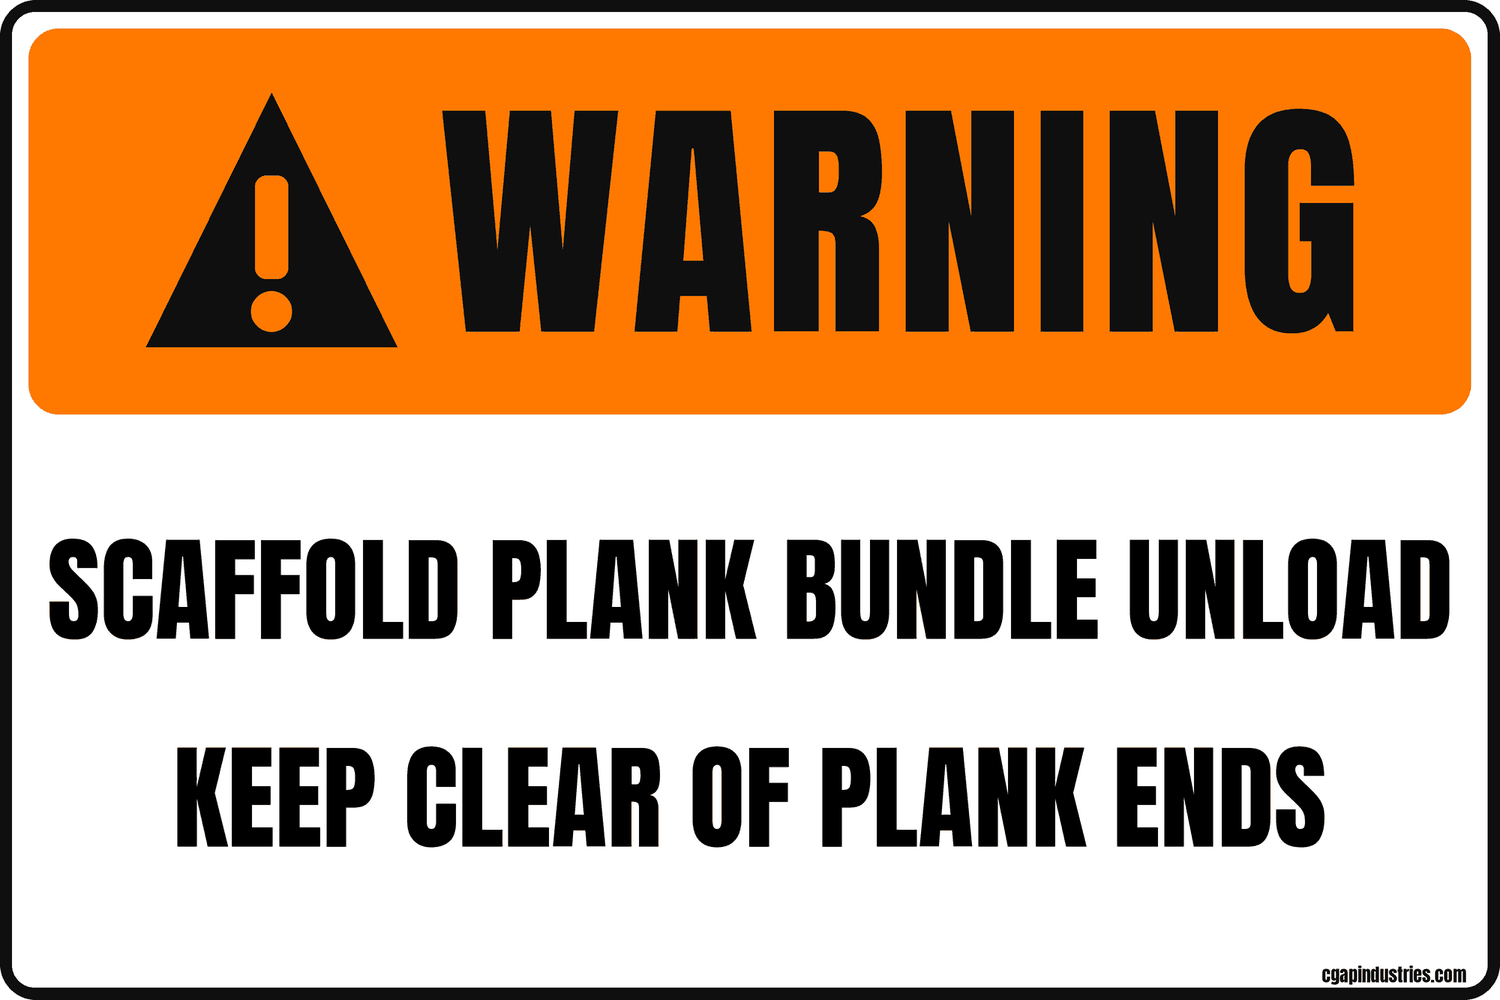 WARNING
SCAFFOLD PLANK BUNDLE UNLOAD
KEEP CLEAR OF PLANK ENDS
cgapindustries.com